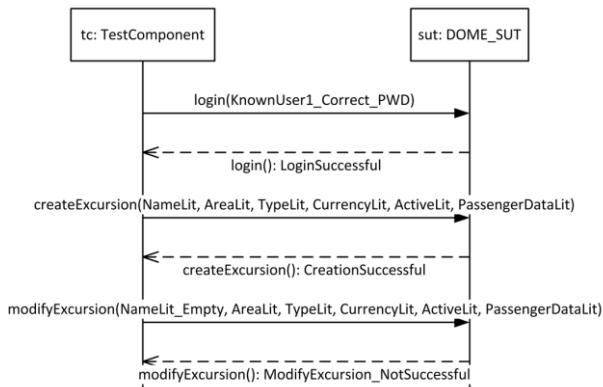 tc: TestComponent
sut: DOME_SUT
login(KnownUser1_Correct_PWD)
login(): LoginSuccessful
createExcursion(NameLit, AreaLit, TypeLit, CurrencyLit, ActiveLit, PassengerDataLit)
createExcursion(): CreationSuccessful
modifyExcursion(NameLit_Empty, AreaLit, TypeLit, CurrencyLit, ActiveLit, PassengerDataLit)
modifyExcursion(): ModifyExcursion_NotSuccessful